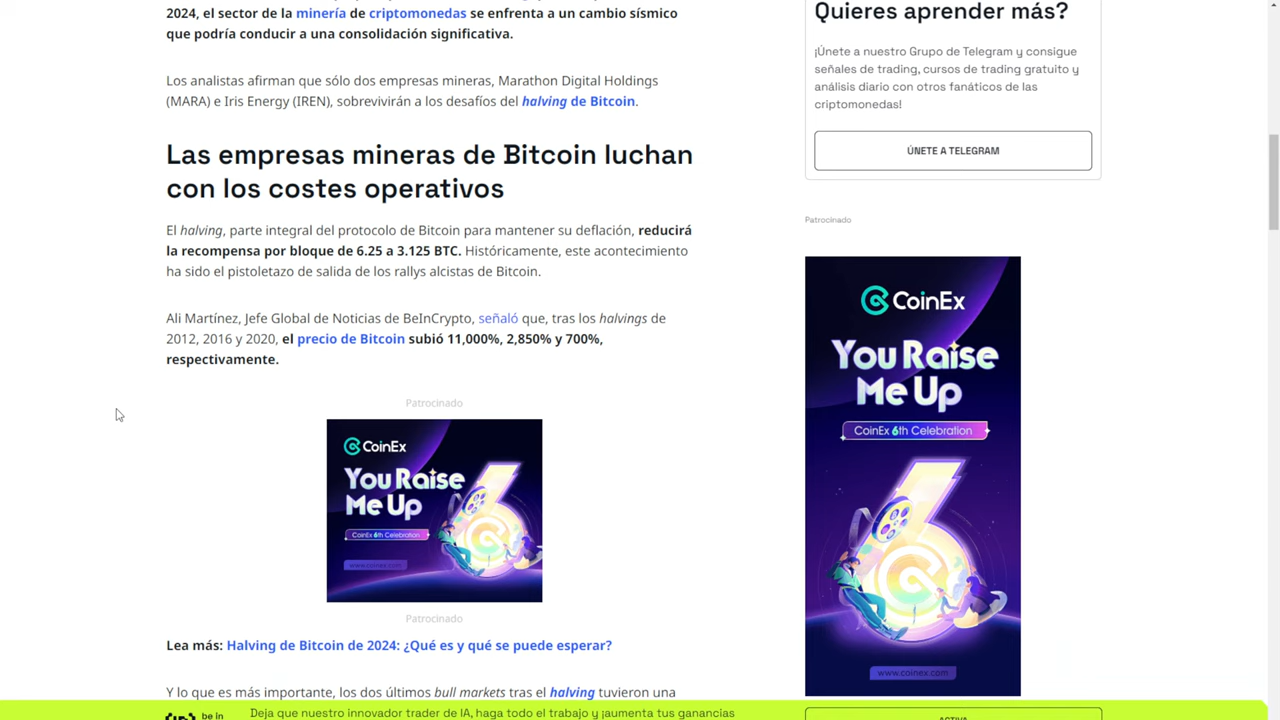 2024, el sector de la minería de criptomonedas se enfrenta a un cambio sísmico
que podría conducir a una consolidación significativa.
Los analistas afirman que sólo dos empresas mineras, Marathon Digital Holdings
(MARA) e Iris Energy (IREN), sobrevivirán a los desafíos del halving de Bitcoin.
Las empresas mineras de Bitcoin luchan
con los costes operativos
El halving, parte integral del protocolo de Bitcoin para mantener su deflación, reducirá
la recompensa por bloque de 6.25 a 3.125 BTC. Históricamente, este acontecimiento
ha sido el pistoletazo de salida de los rallys alcistas de Bitcoin.
Ali Martínez, Jefe Global de Noticias de BeInCrypto, señaló que, tras los halvings de
2012, 2016 y 2020, el precio de Bitcoin subió 11,000%, 2,850% y 700%,
respectivamente.
Patrocinado
CoinEx
You Raise
Me Up
CoinEx 6th Celebration
www.coinex.com
Patrocinado
Lea más: Halving de Bitcoin de 2024: ¿Qué es y qué se puede esperar?
Y lo que es más importante, los dos últimos bull markets tras el halving tuvieron una
Quieres aprender más?
¡Únete a nuestro Grupo de Telegram y consigue
señales de trading, cursos de trading gratuito y
análisis diario con otros fanáticos de las
criptomonedas!
ÚNETE A TELEGRAM
Patrocinado
CoinEx
You Raise
Me Up
CoinEx 6th Celebration
www.coinex.com
be in
Deja que nuestro innovador trader de IA, haga todo el trabajo y ¡aumenta tus ganancias